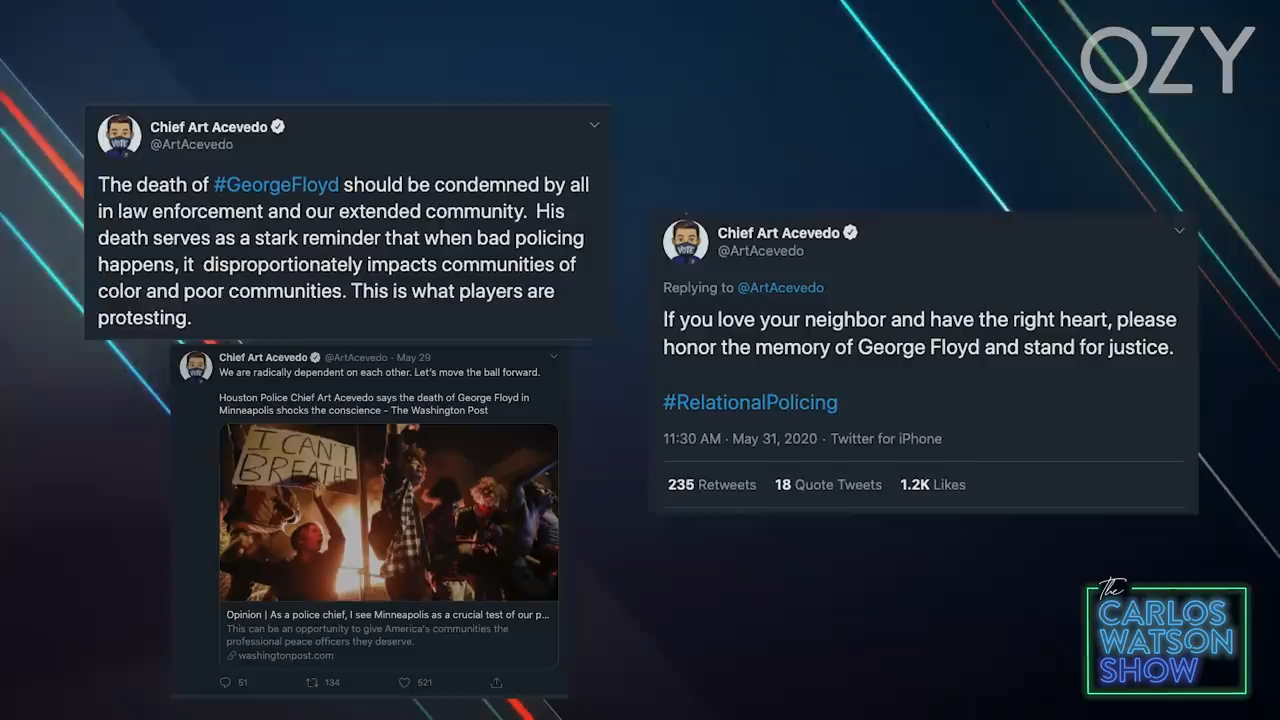 OZY
Chief Art Acevedo
@ArtAcevedo
The death of #GeorgeFloyd should be condemned by all
in law enforcement and our extended community.  His
death serves as a stark reminder that when bad policing
happens, it  disproportionately impacts communities of
color and poor communities. This is what players are
protesting.
Chief Art Acevedo @ArtAcevedo · May 29
We are radically dependent on each other. Let's move the ball forward.
Houston Police Chief Art Acevedo says the death of George Floyd in
Minneapolis shocks the conscience - The Washington Post
I CAN'T
BREATHE
Opinion | As a police chief, I see Minneapolis as a crucial test of our p...
This can be an opportunity to give America's communities the
professional peace officers they deserve.
washingtonpost.com
51 134 521
Chief Art Acevedo
@ArtAcevedo
Replying to @ArtAcevedo
If you love your neighbor and have the right heart, please
honor the memory of George Floyd and stand for justice.
#RelationalPolicing
11:30 AM · May 31, 2020 · Twitter for iPhone
235 Retweets 18 Quote Tweets 1.2K Likes
The
CARLOS
WATSON
SHOW